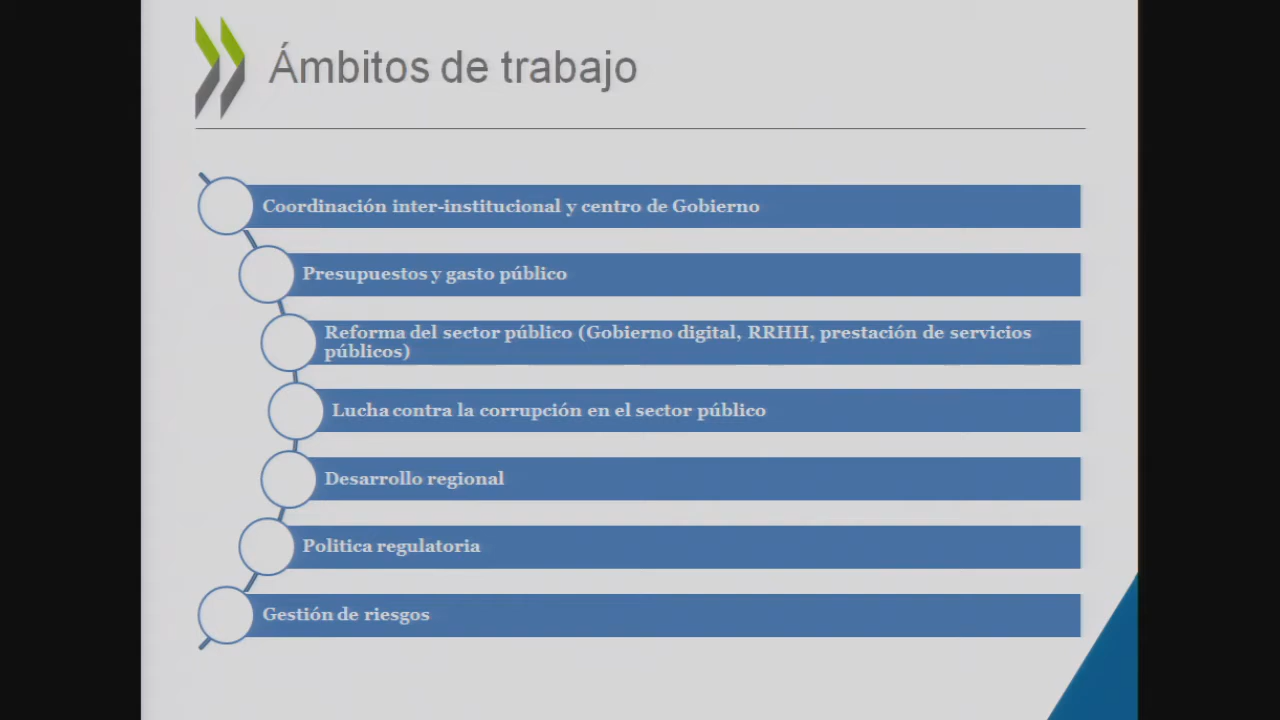 Ámbitos de trabajo
Coordinación inter-institucional y centro de Gobierno
Presupuestos y gasto público
Reforma del sector público (Gobierno digital, RRHH, prestación de servicios
públicos)
Lucha contra la corrupción en el sector público
Desarrollo regional
Politica regulatoria
Gestión de riesgos